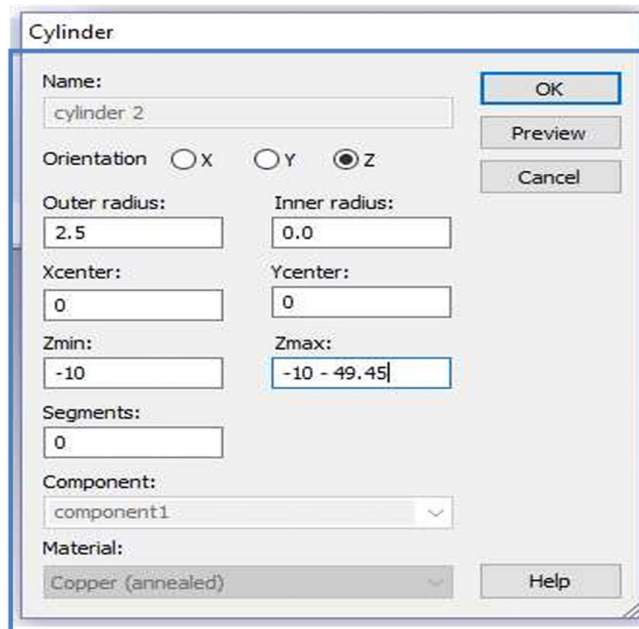 Cylinder
Name:
OK
cylinder 2
Preview
Orientation X Y Z
Cancel
Outer radius: Inner radius:
2.5 0.0
Xcenter: Ycenter:
0 0
Zmin: Zmax:
-10 -10 - 49.45
Segments:
0
Component:
component1
Material:
Copper (annealed)
Help